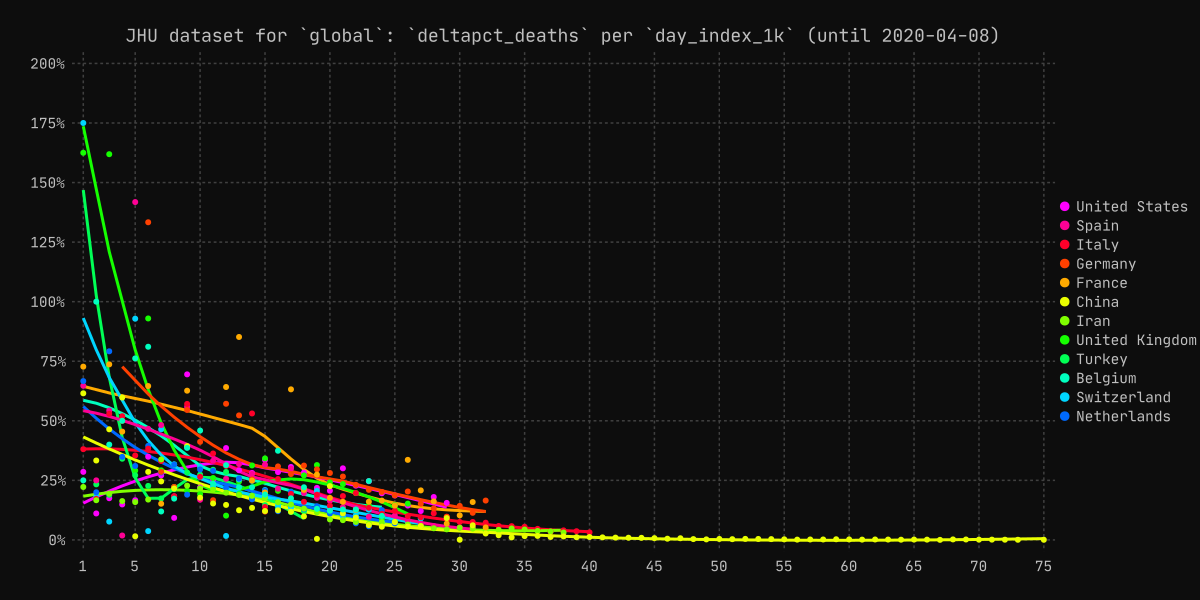 JHU dataset for `global`: `deltapct_deaths` per `day_index_1k` (until 2020-04-08)
200%
175%
150%
125%
100%
75%
50%
25%
0%
1 5 10 15 20 25 30 35 40 45 50 55 60 65 70 75
United States
Spain
Italy
Germany
France
China
Iran
United Kingdom
Turkey
Belgium
Switzerland
Netherlands